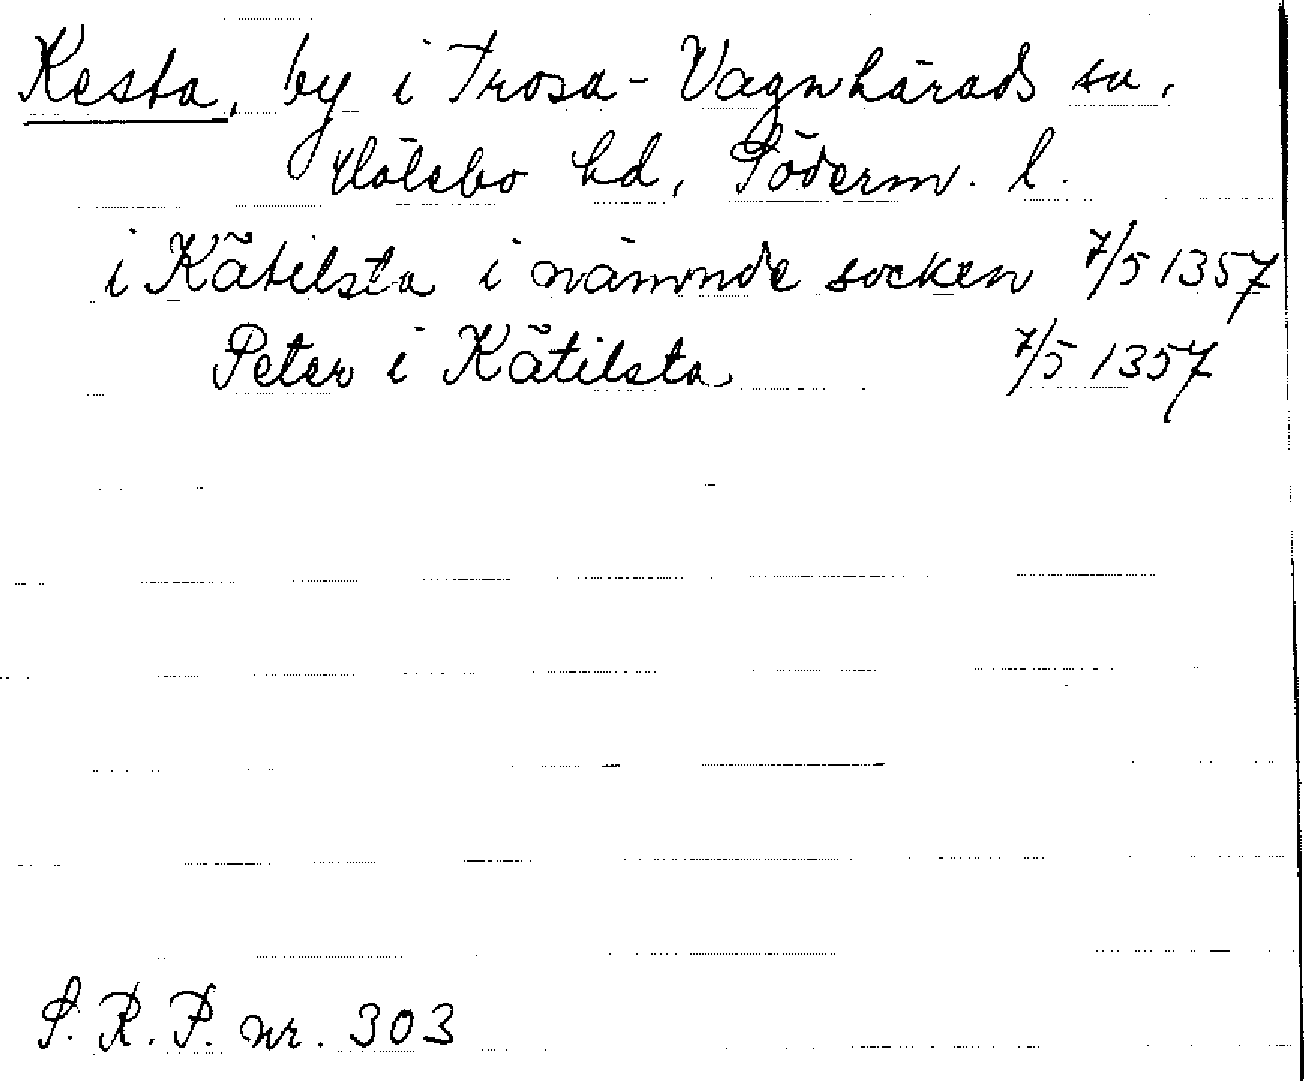 Kesta, by i Trosa-Vagnhärads sn,
Hölebo hd, Söderm. l.
i Kätilsta i nämnde socken 7/5 1357
Peter i Kätilsta 7/5 1357
S. R. P. nr. 303